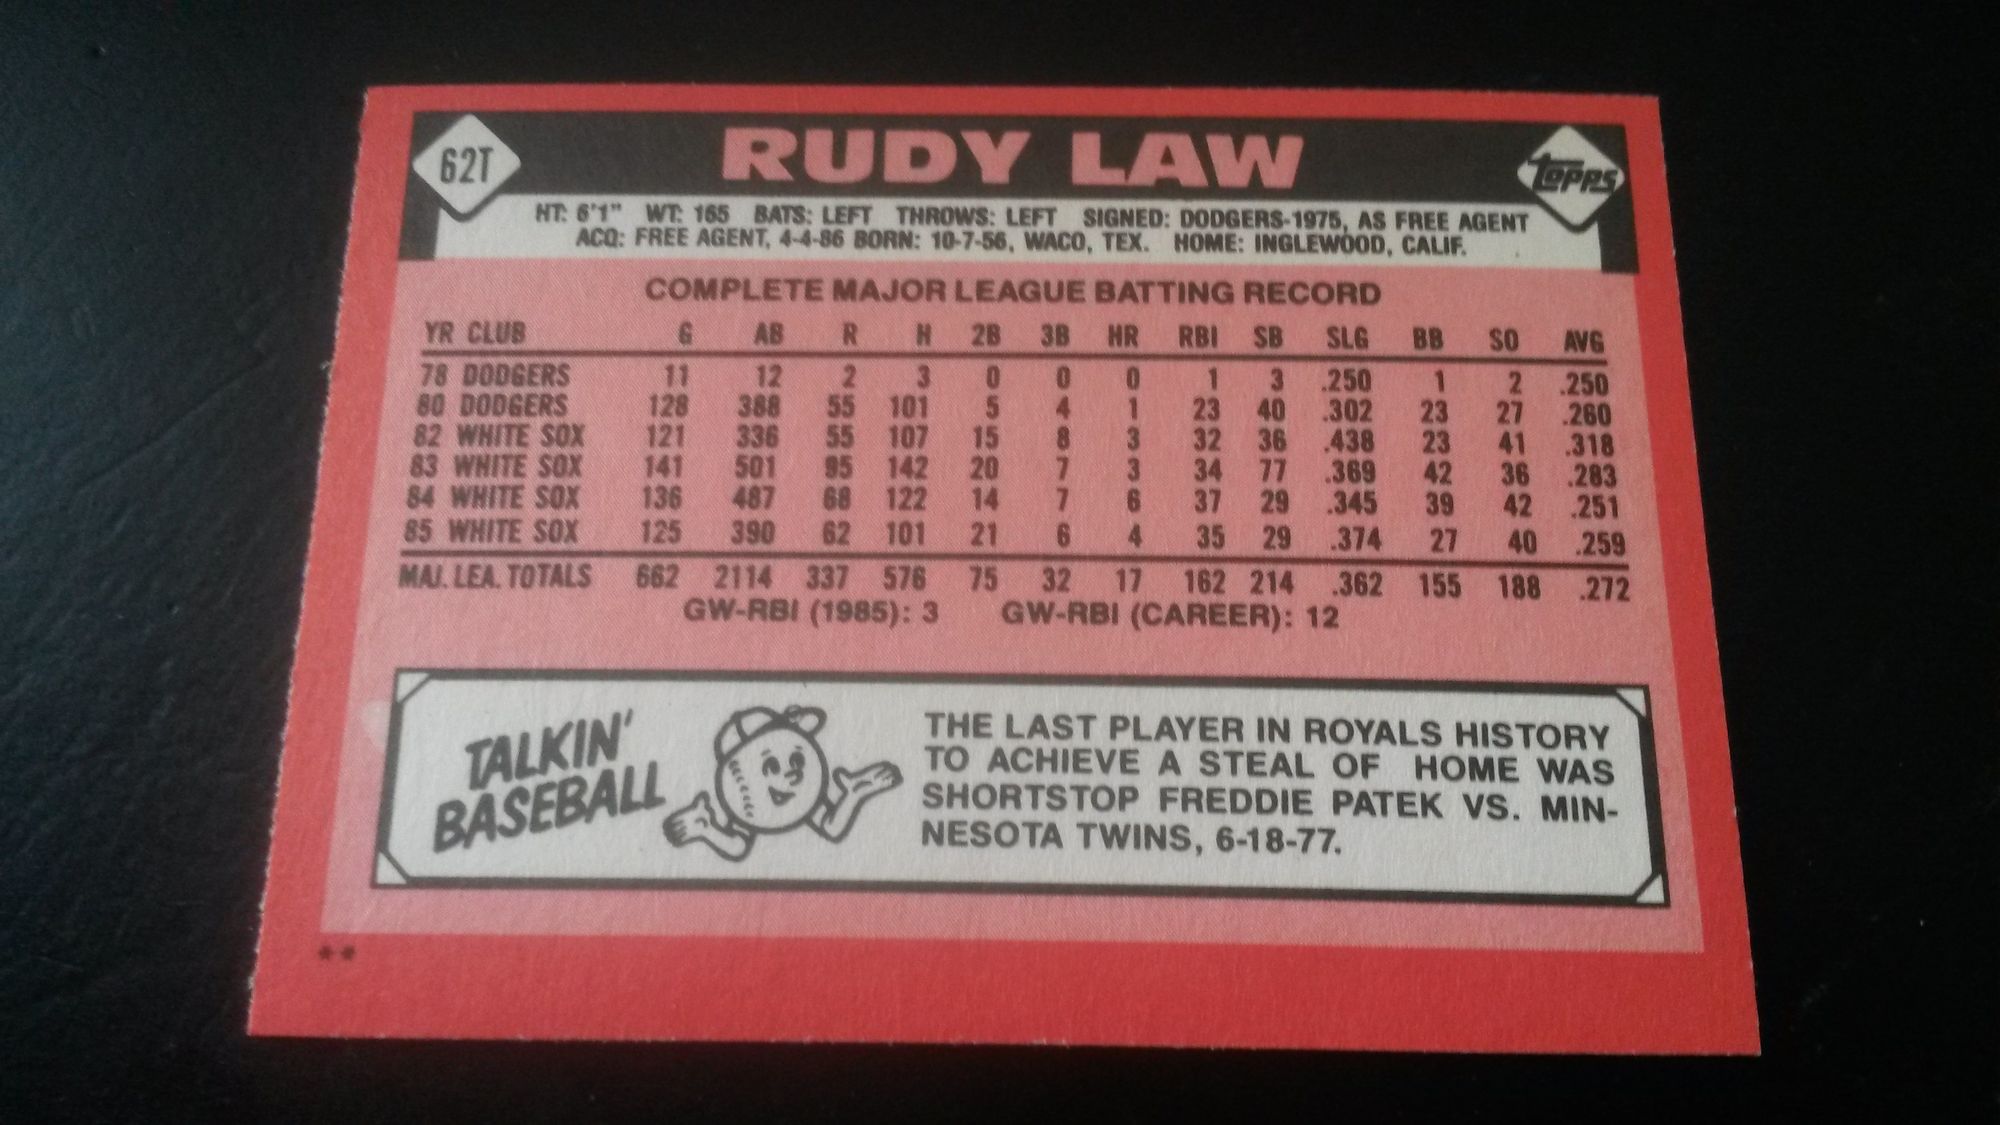 62T RUDY LAW TOPPS
HT: 6'1" WT: 165 BATS: LEFT THROWS: LEFT SIGNED: DODGERS-1975, AS FREE AGENT
ACQ: FREE AGENT, 4-4-86 BORN: 10-7-56, WACO, TEX. HOME: INGLEWOOD, CALIF.
COMPLETE MAJOR LEAGUE BATTING RECORD
YR CLUB G AB R H 2B 3B HR RBI SB SLG BB SO AVG
78 DODGERS 11 12 2 3 0 0 0 1 3 .250 1 2 .250
80 DODGERS 128 388 55 101 5 4 1 23 40 .302 23 27 .260
82 WHITE SOX 121 336 55 107 15 8 3 32 36 .438 23 41 .318
83 WHITE SOX 141 501 95 142 20 7 3 34 77 .369 42 36 .283
84 WHITE SOX 136 487 68 122 14 7 6 37 29 .345 39 42 .251
85 WHITE SOX 125 390 62 101 21 6 4 35 29 .374 27 40 .259
MAJ. LEA. TOTALS 662 2114 337 576 75 32 17 162 214 .362 155 188 .272
GW-RBI (1985): 3 GW-RBI (CAREER): 12
TALKIN'
BASEBALL
THE LAST PLAYER IN ROYALS HISTORY
TO ACHIEVE A STEAL OF HOME WAS
SHORTSTOP FREDDIE PATEK VS. MIN-
NESOTA TWINS, 6-18-77.
**